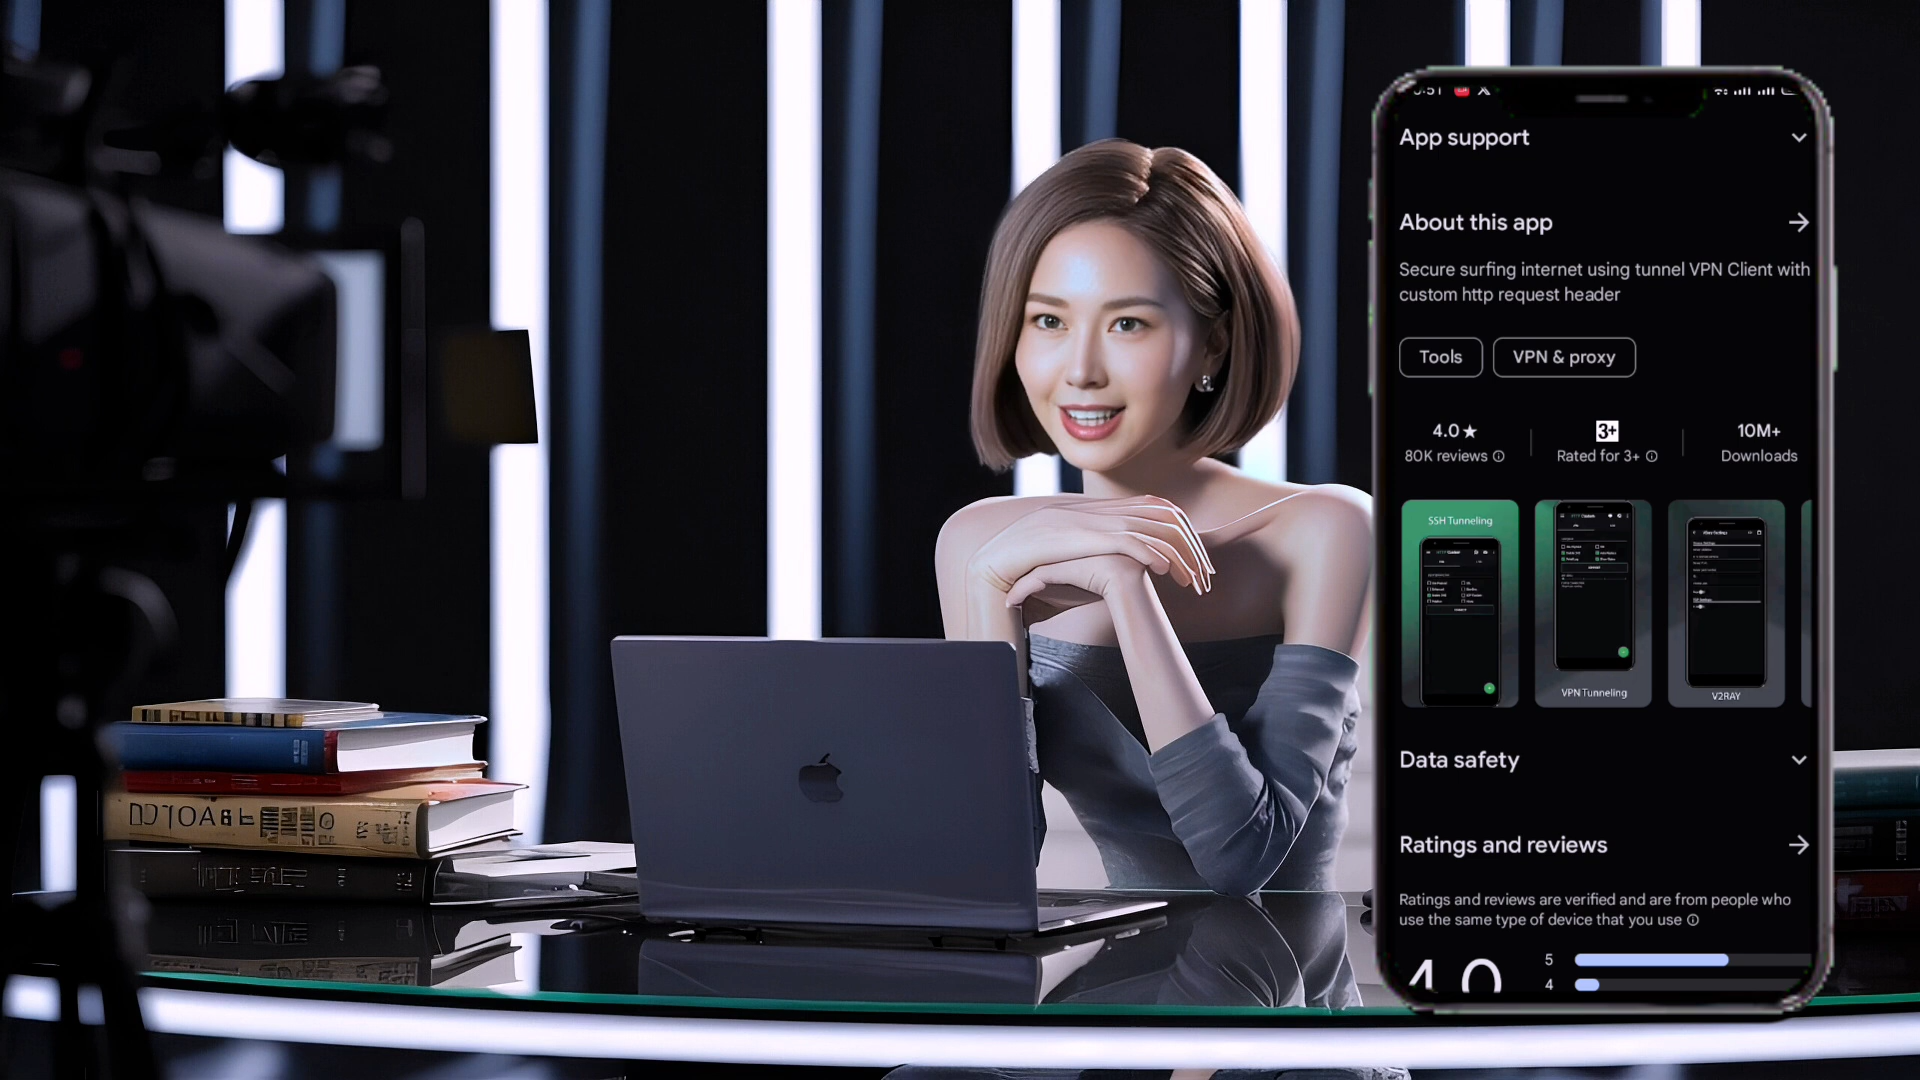 App support
About this app
Secure surfing internet using tunnel VPN Client with
custom http request header
Tools
VPN & proxy
4.0★
80K reviews
3+
Rated for 3+
10M+
Downloads
SSH Tunneling
VPN Tunneling
V2RAY
Data safety
Ratings and reviews
Ratings and reviews are verified and are from people who
use the same type of device that you use
4.0
5
4